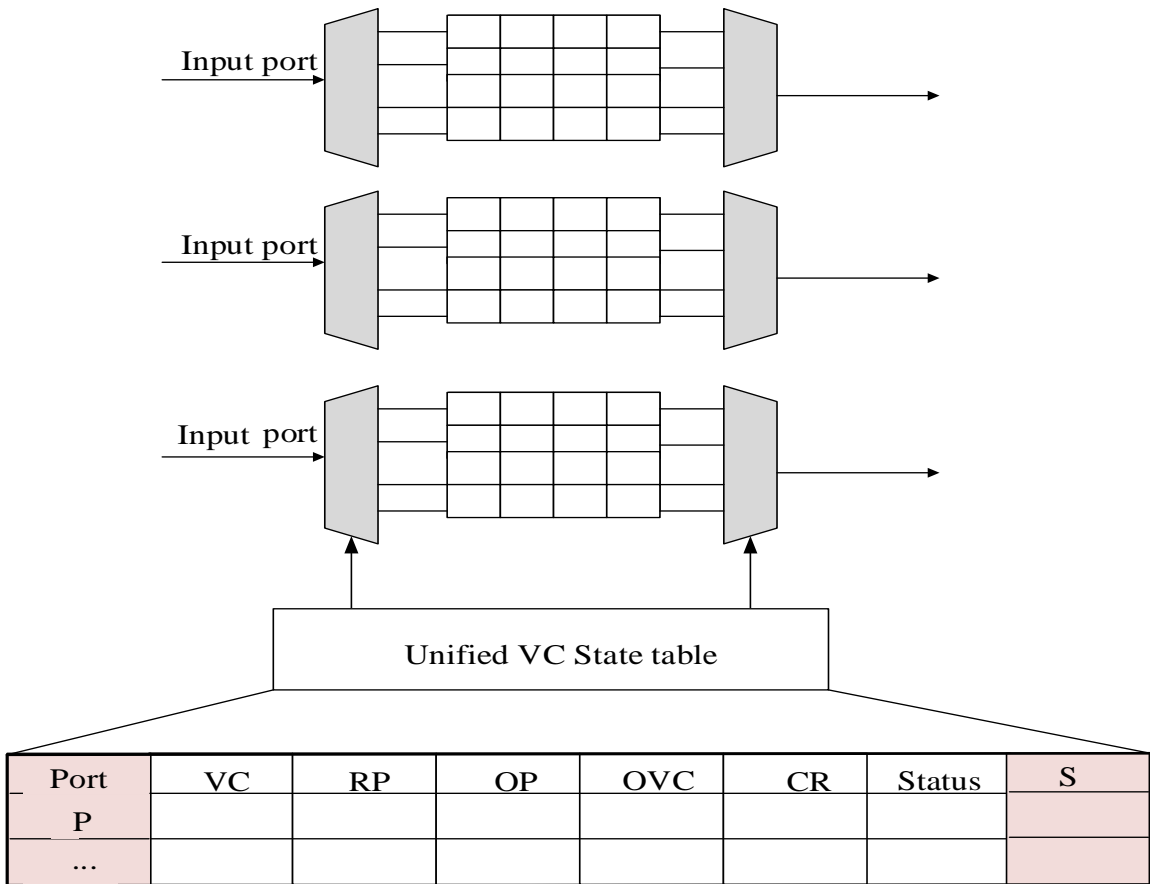 Input port
Input port
Input port
Unified VC State table
Port VC RP OP OVC CR Status S
P
...